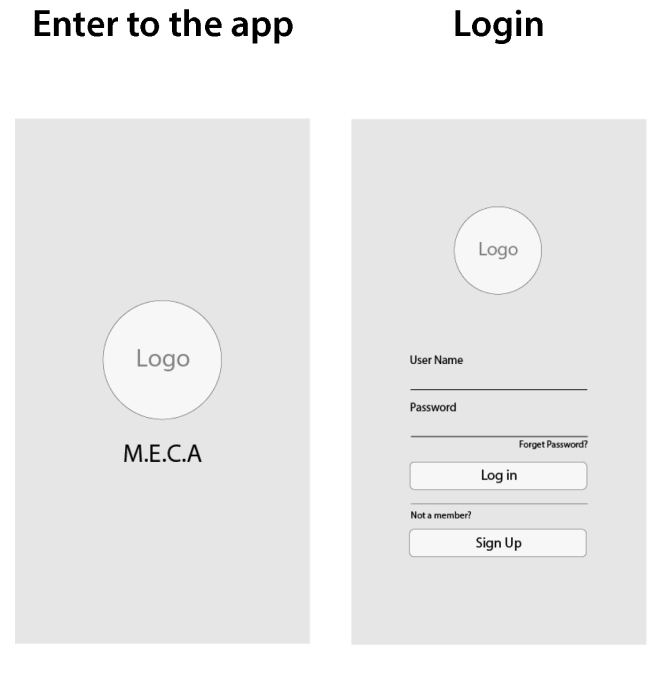 Enter to the app
Logo
M.E.C.A
Login
Logo
User Name
Password
Forget Password?
Log in
Not a member?
Sign Up